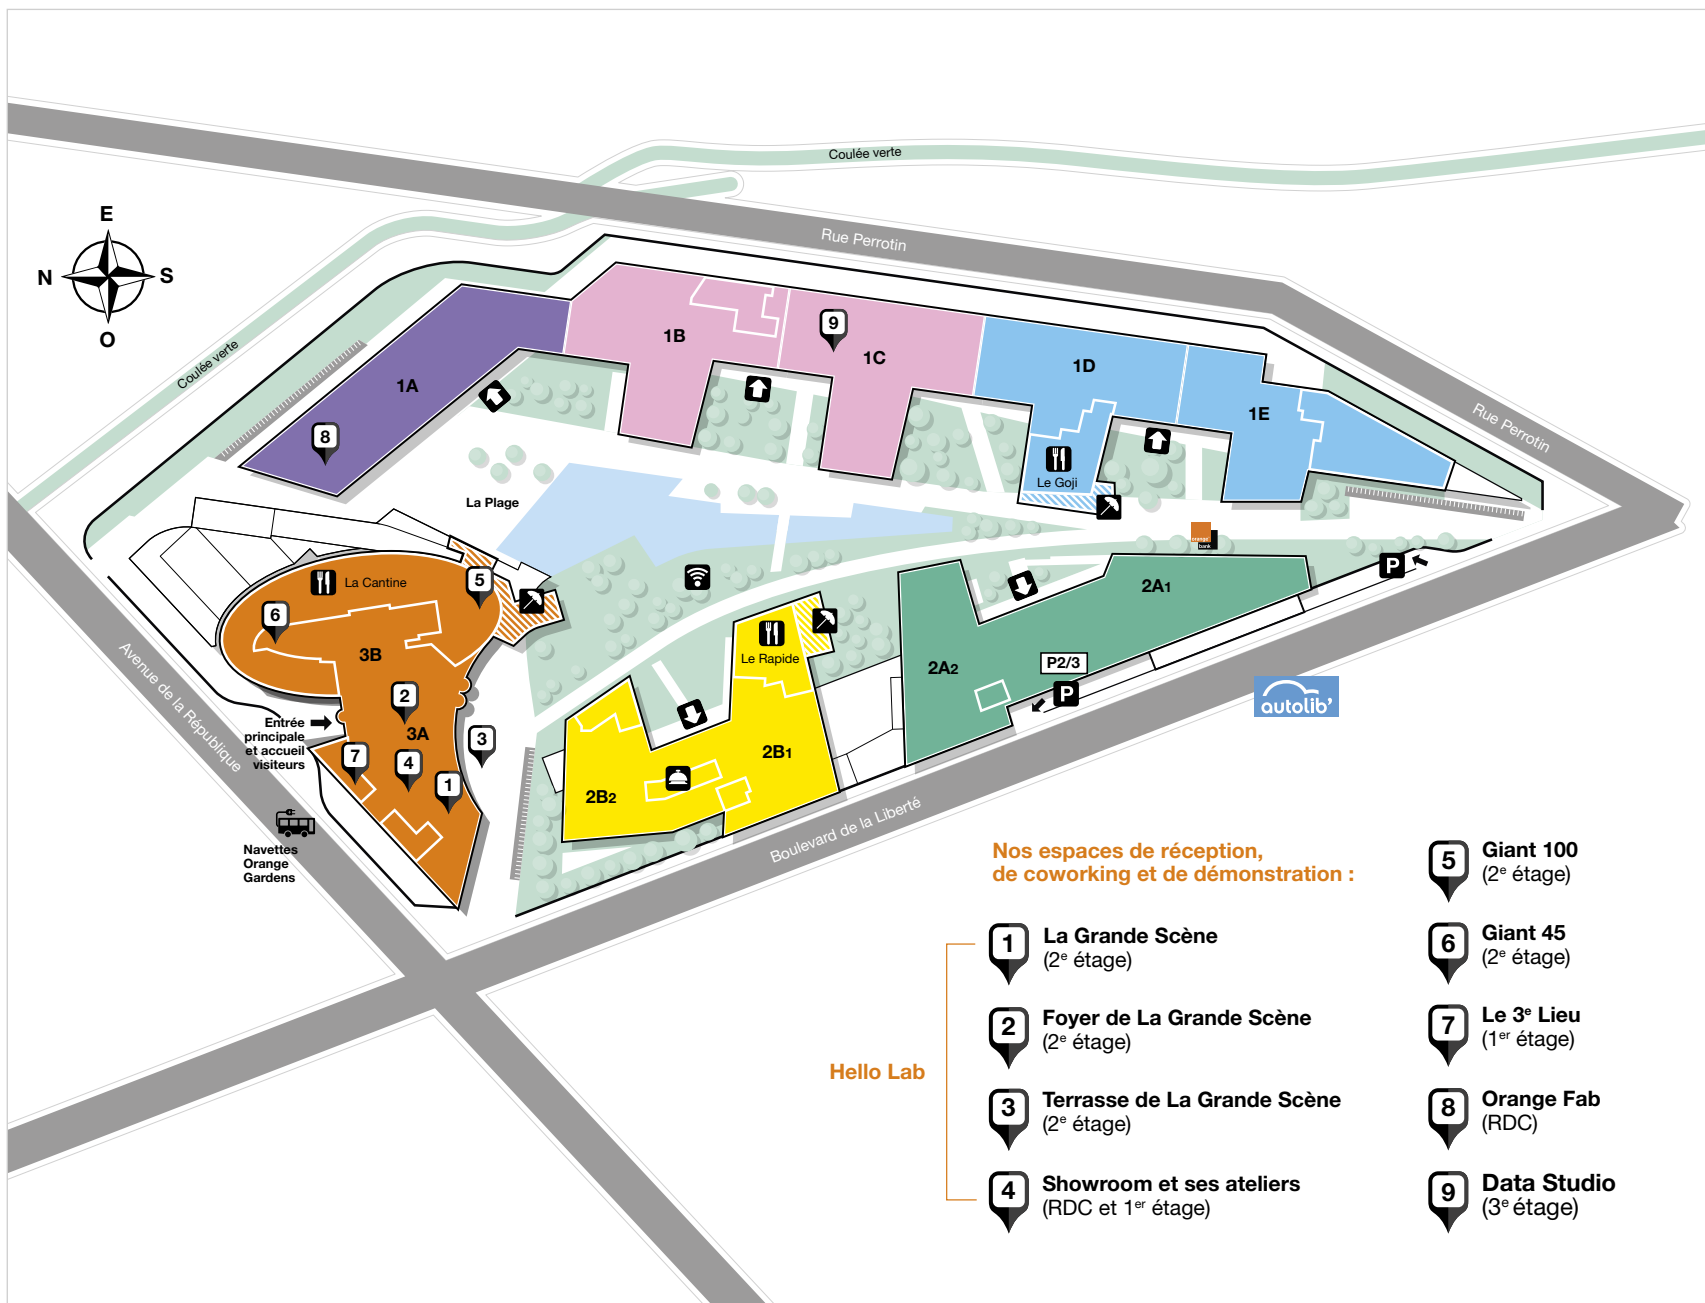 Coulée verte
Rue Perrotin
E
N
S
O
Coulée verte
Rue Perrotin
1A
1B
1C
1D
1E
8
9
Le Goji
La Plage
orange
bank
La Cantine
5
6
3B
2
3A
7
4
1
3
Avenue de la République
Entrée
principale
et accueil
visiteurs
Navettes
Orange
Gardens
Le Rapide
2B1
2B2
2A1
2A2
P2/3
P
P
autolib'
Boulevard de la Liberté
Nos espaces de réception,
de coworking et de démonstration :
Hello Lab
1
La Grande Scène
(2e étage)
2
Foyer de La Grande Scène
(2e étage)
3
Terrasse de La Grande Scène
(2e étage)
4
Showroom et ses ateliers
(RDC et 1er étage)
5
Giant 100
(2e étage)
6
Giant 45
(2e étage)
7
Le 3e Lieu
(1er étage)
8
Orange Fab
(RDC)
9
Data Studio
(3e étage)